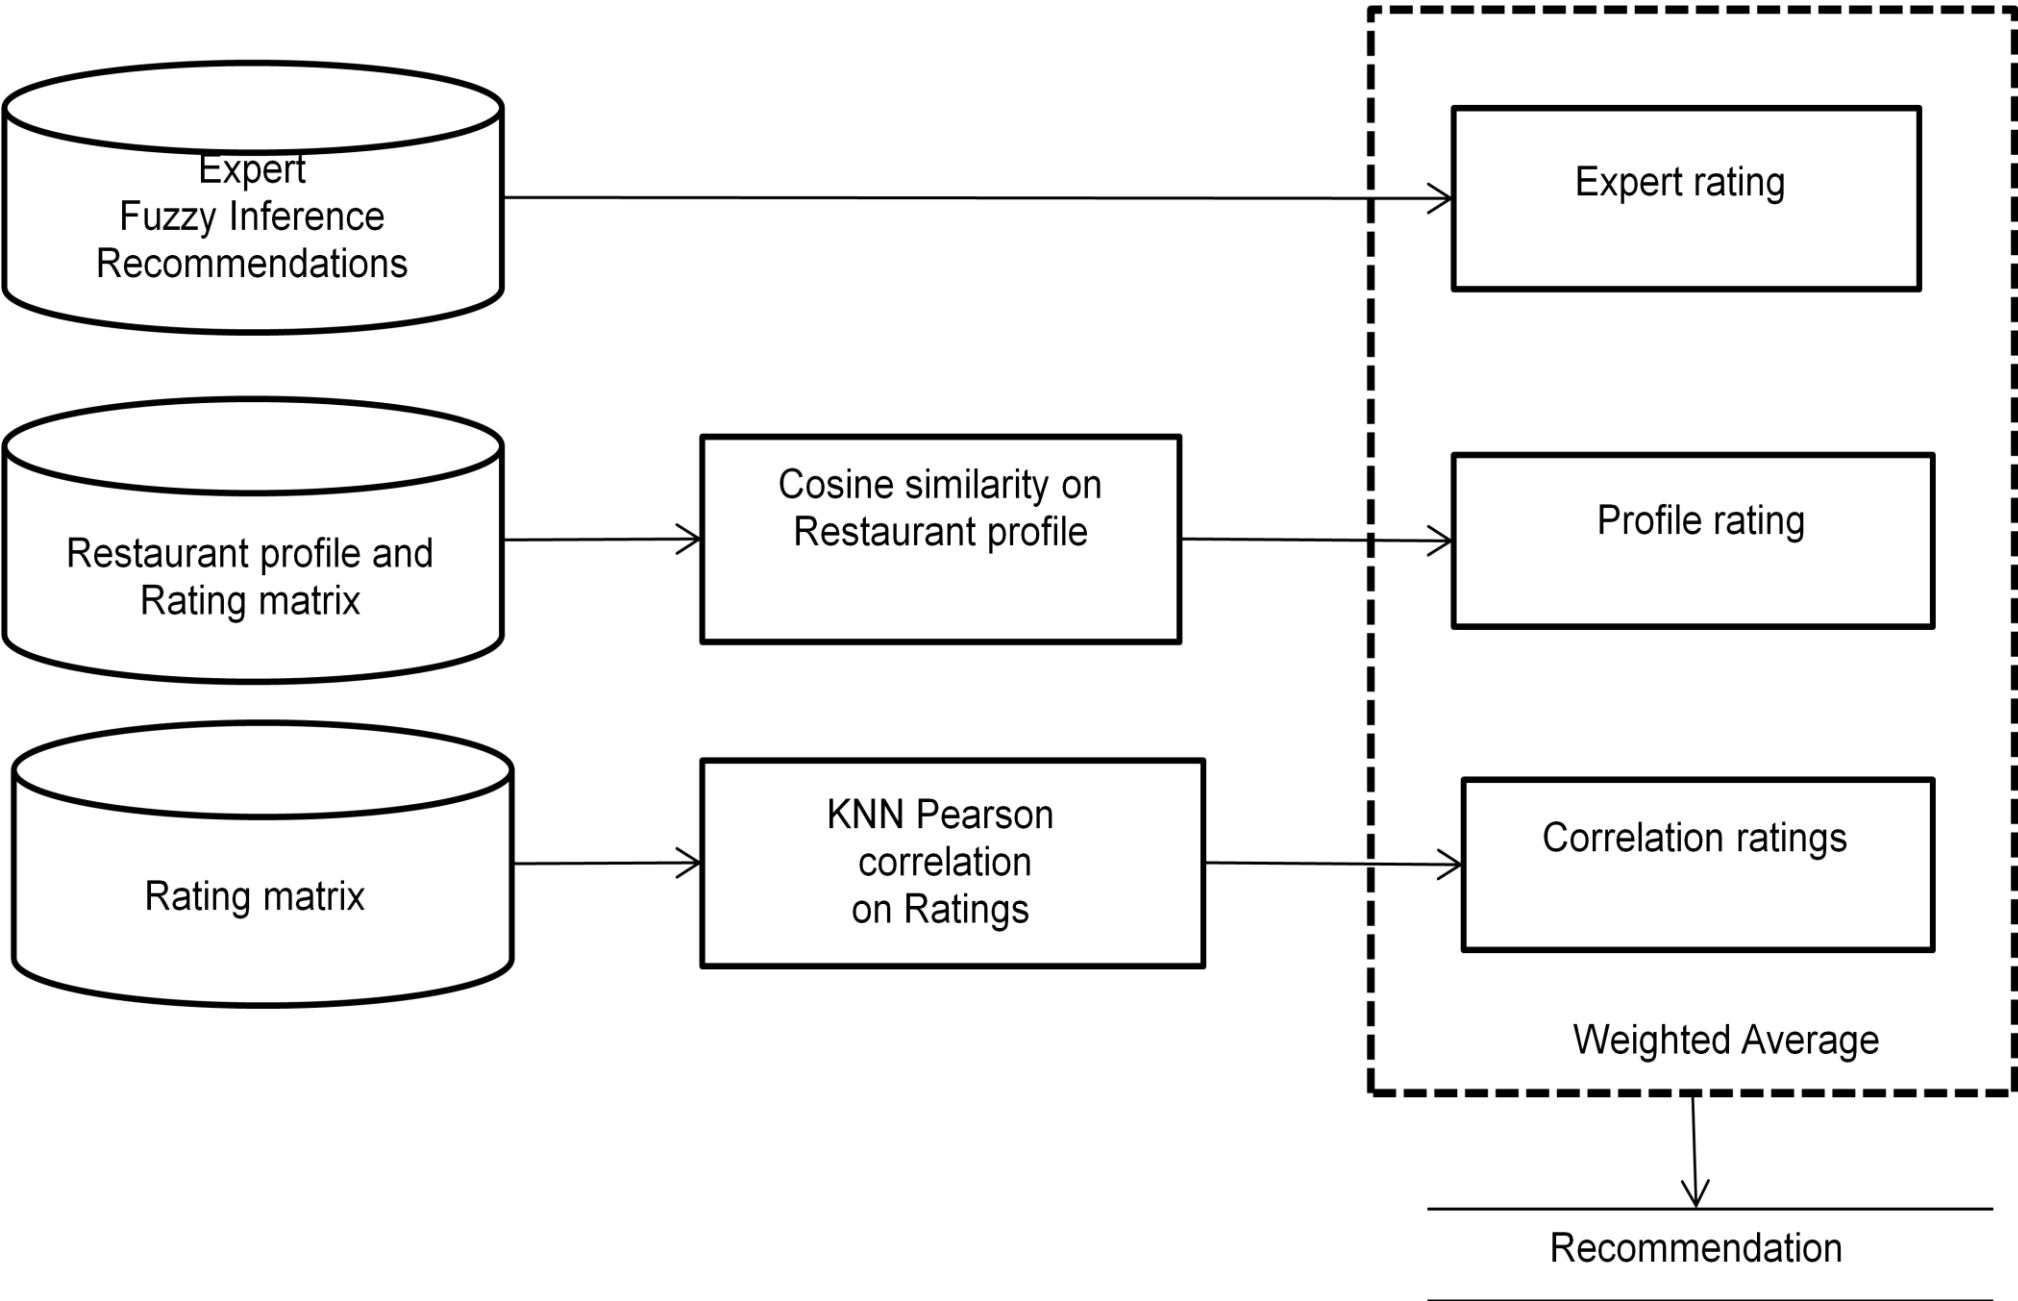 Expert
Fuzzy Inference
Recommendations
Expert rating
Restaurant profile and
Rating matrix
Cosine similarity on
Restaurant profile
Profile rating
Rating matrix
KNN Pearson
correlation
on Ratings
Correlation ratings
Weighted Average
Recommendation